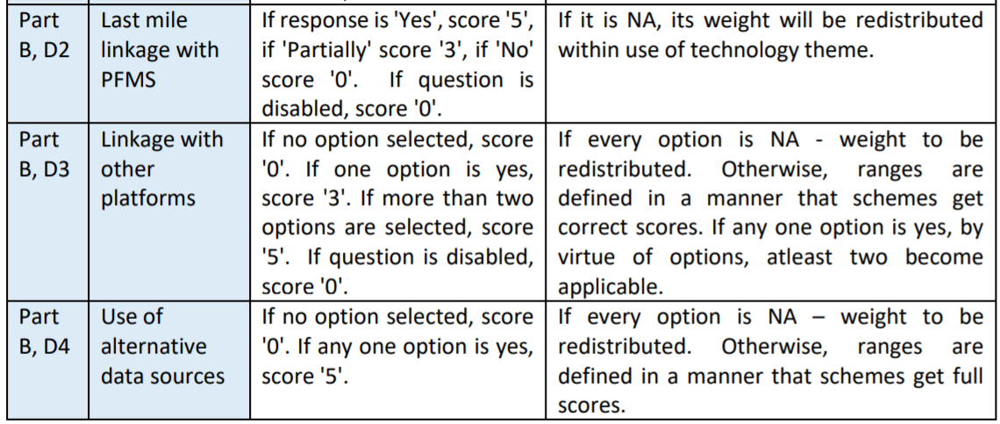 Part B, D2
Last mile linkage with PFMS
If response is 'Yes', score '5',
if 'Partially' score '3', if 'No'
score '0'. If question is
disabled, score '0'.
If it is NA, its weight will be redistributed
within use of technology theme.
Part B, D3
Linkage with other platforms
If no option selected, score
'0'. If one option is yes,
score '3'. If more than two
options are selected, score
'5'. If question is disabled,
score '0'.
If every option is NA - weight to be
redistributed. Otherwise, ranges are
defined in a manner that schemes get
correct scores. If any one option is yes, by
virtue of options, atleast two become
applicable.
Part B, D4
Use of alternative data sources
If no option selected, score
'0'. If any one option is yes,
score '5'.
If every option is NA – weight to be
redistributed. Otherwise, ranges are
defined in a manner that schemes get full
scores.